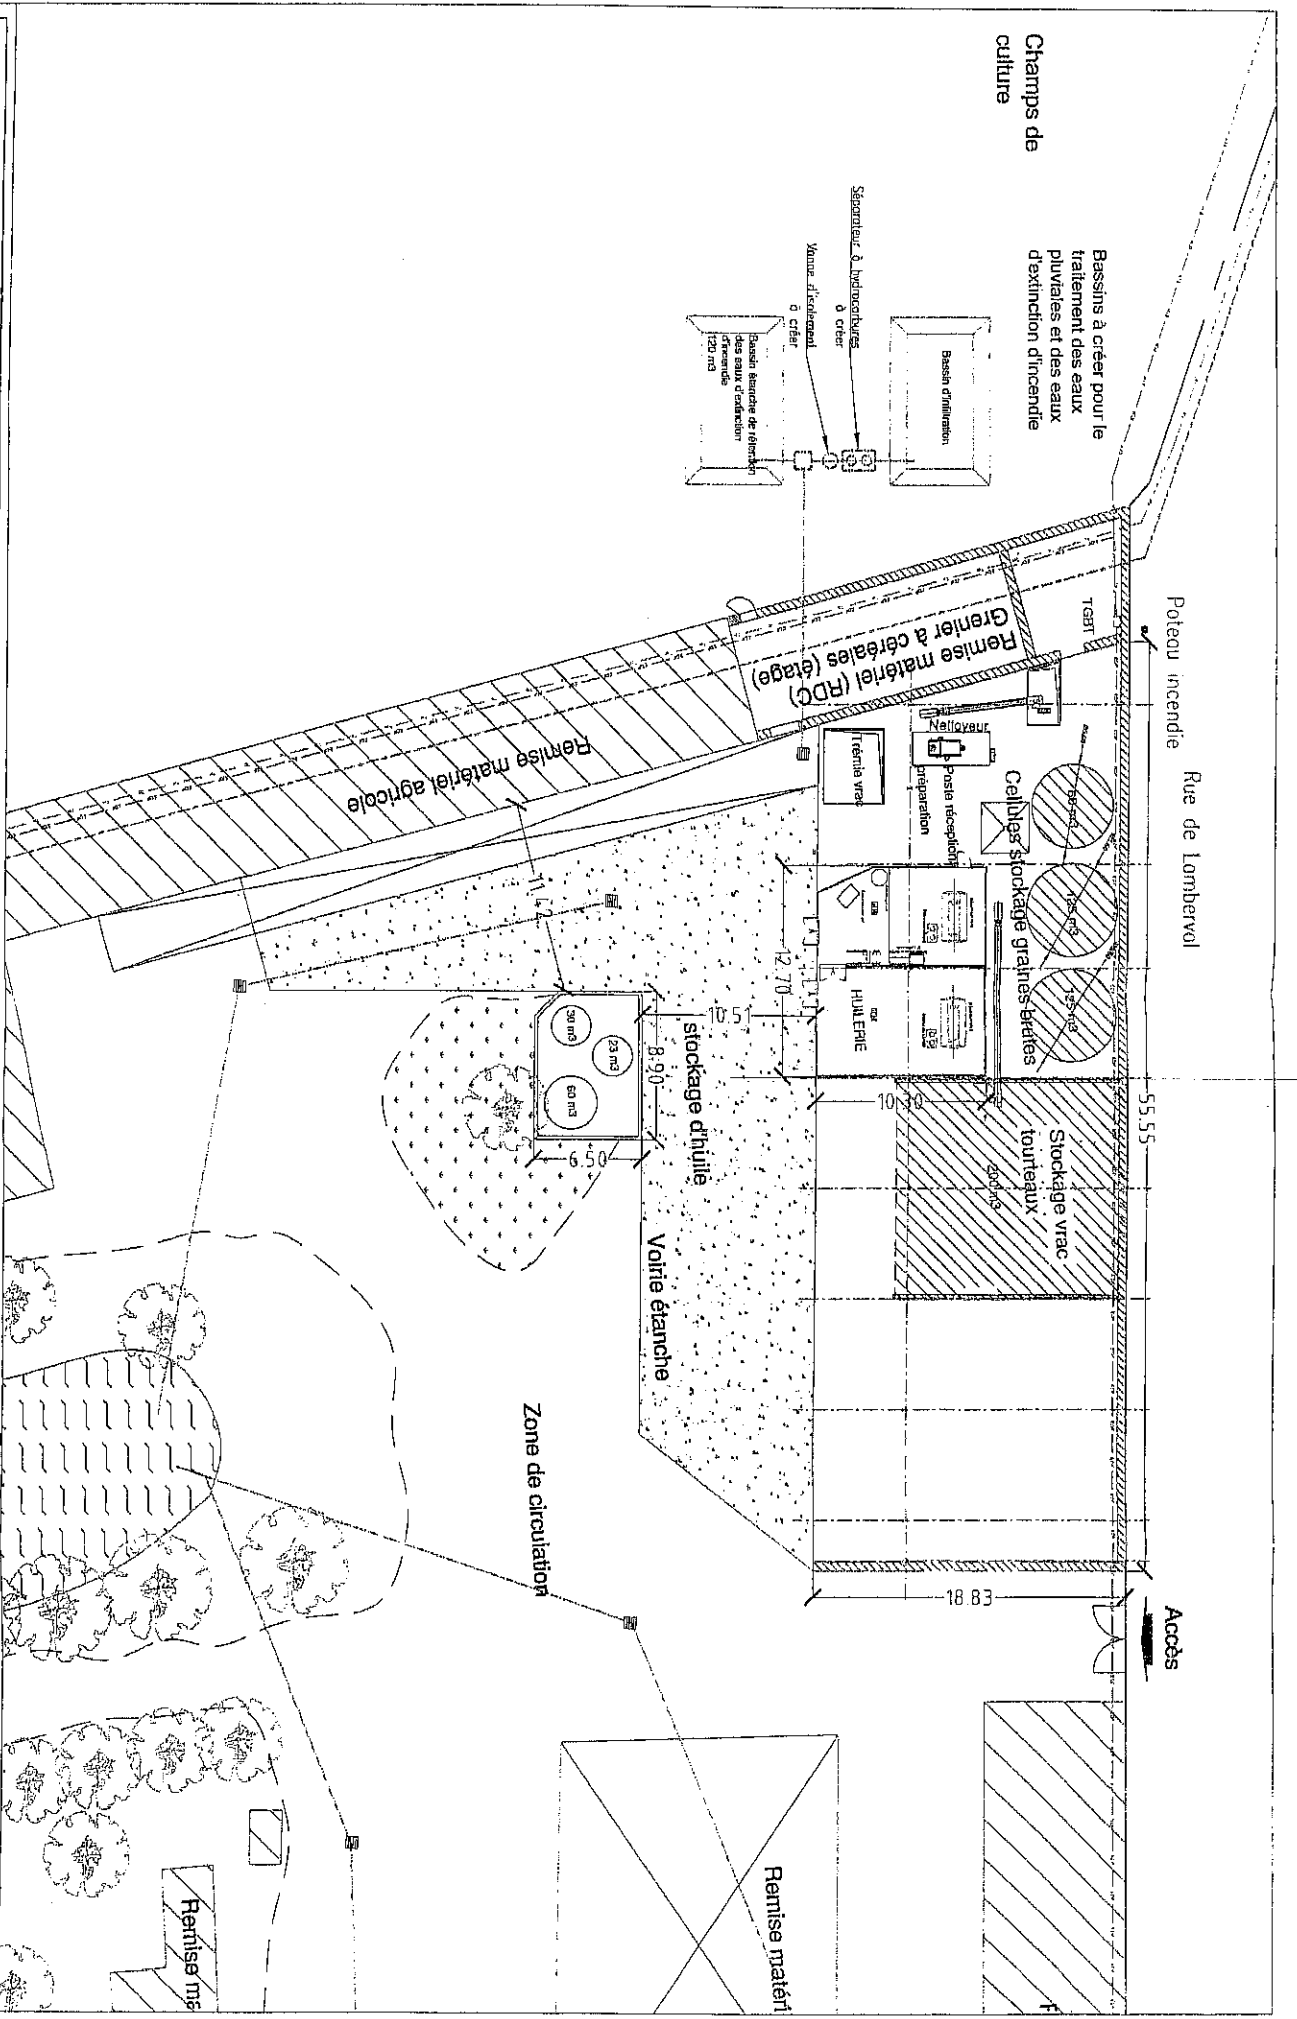 Champs de
culture
Bassins à créer pour le
traitement des eaux
pluviales et des eaux
d'extinction d'incendie
Séparateur à hydrocarbures
à créer
Vanne d'isolement
à créer
Bassin d'infiltration
Bassin étanche de rétention
des eaux d'extinction
d'incendie
120 m3
Poteau incendie
Rue de Lomberval
55.55
Accès
TGBT
Remise matériel (RDC)
Grenier à céréales (étage)
Remise matériel agricole
Nettoyeur
Trémie vrac
Poste réception
préparation
Cellules stockage graines brutes
125 m3
125 m3
HUILERIE
12.70
10.51
10.30
11.42
Stockage vrac
tourteaux
200 m3
18.83
stockage d'huile
8.90
6.50
30 m3
23 m3
60 m3
Voirie étanche
Zone de circulation
Remise matéri
Remise ma